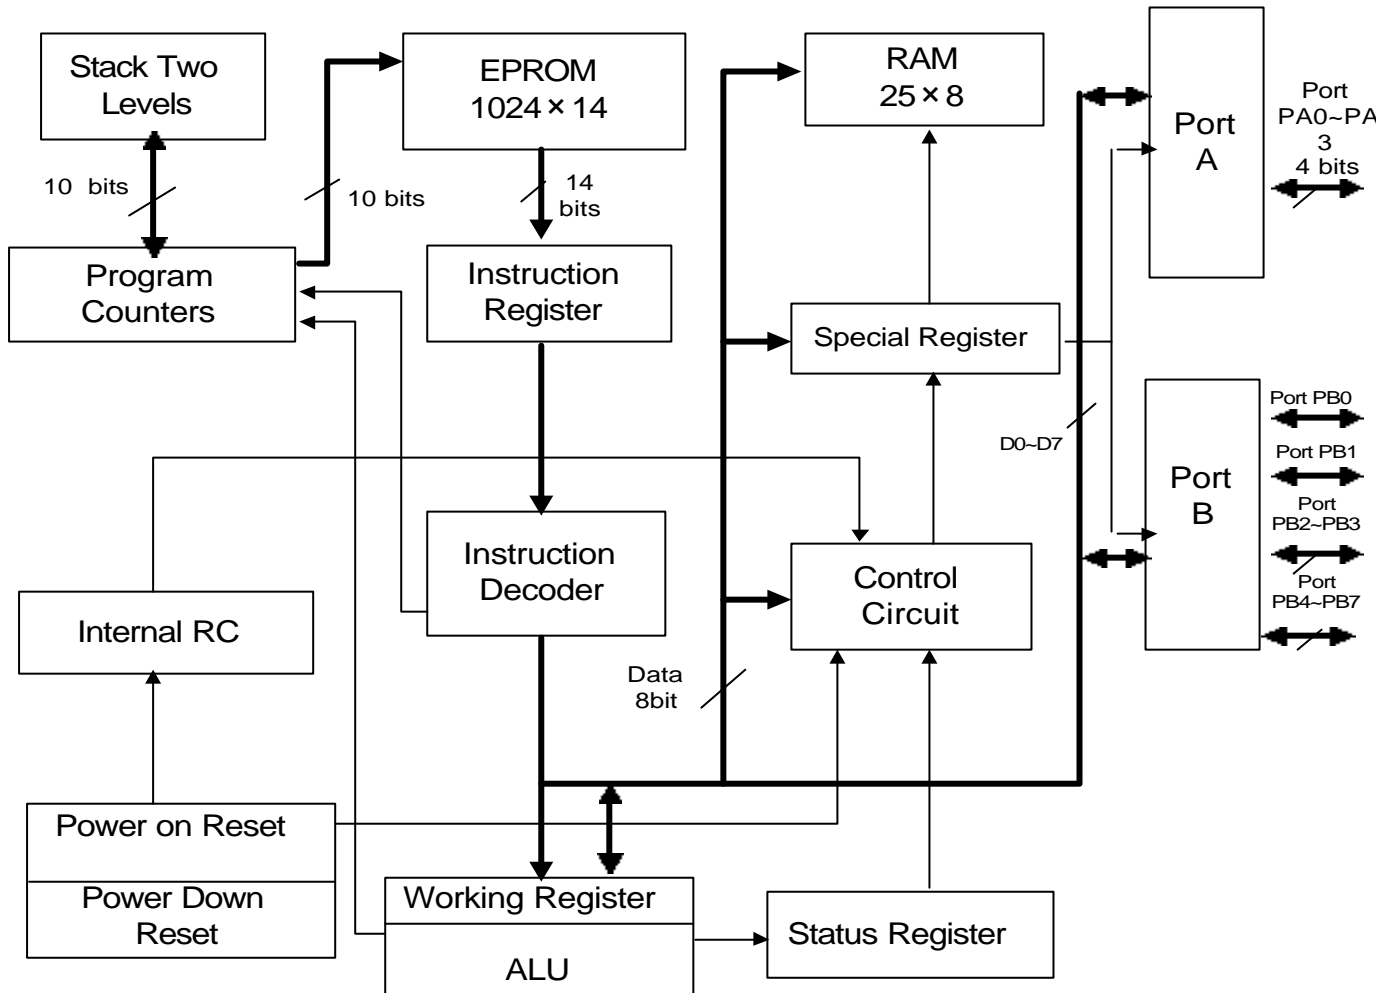 Stack Two
Levels
EPROM
1024×14
RAM
25×8
Port
A
Port
PA0~PA
3
4 bits
10 bits
10 bits
14
bits
Program
Counters
Instruction
Register
Special Register
D0~D7
Port
B
Port PB0
Port PB1
Port
PB2~PB3
Port
PB4~PB7
Instruction
Decoder
Control
Circuit
Internal RC
Data
8bit
Power on Reset
Power Down
Reset
Working Register
ALU
Status Register